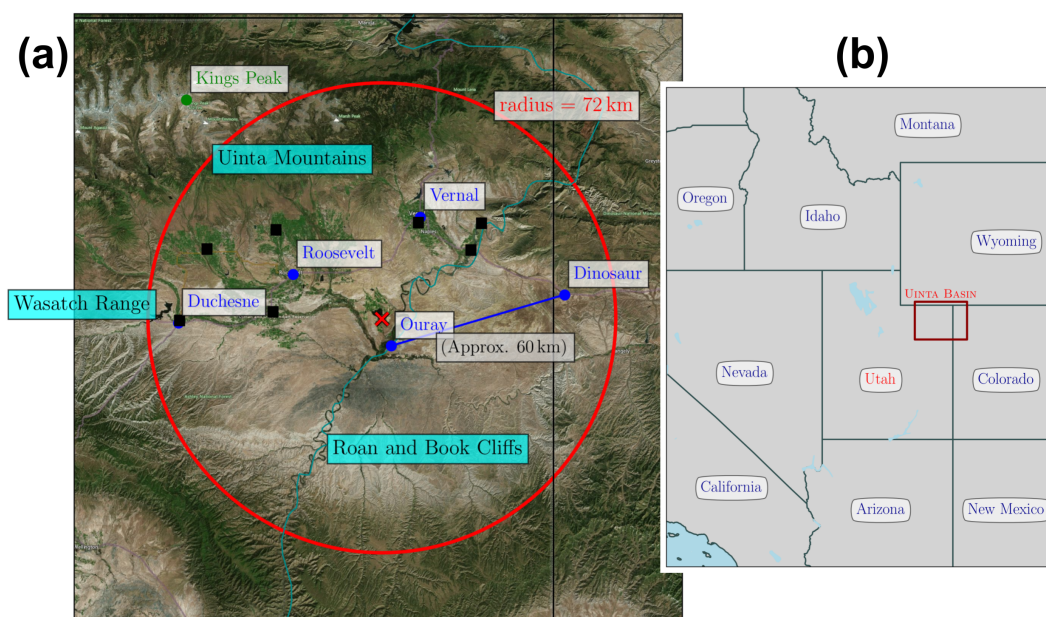 (a)
(b)
Kings Peak
radius = 72 km
Uinta Mountains
Vernal
Roosevelt
Dinosaur
Wasatch Range
Duchesne
Ouray
(Approx. 60 km)
Roan and Book Cliffs
Montana
Oregon
Idaho
Wyoming
Uinta Basin
Nevada
Utah
Colorado
California
Arizona
New Mexico